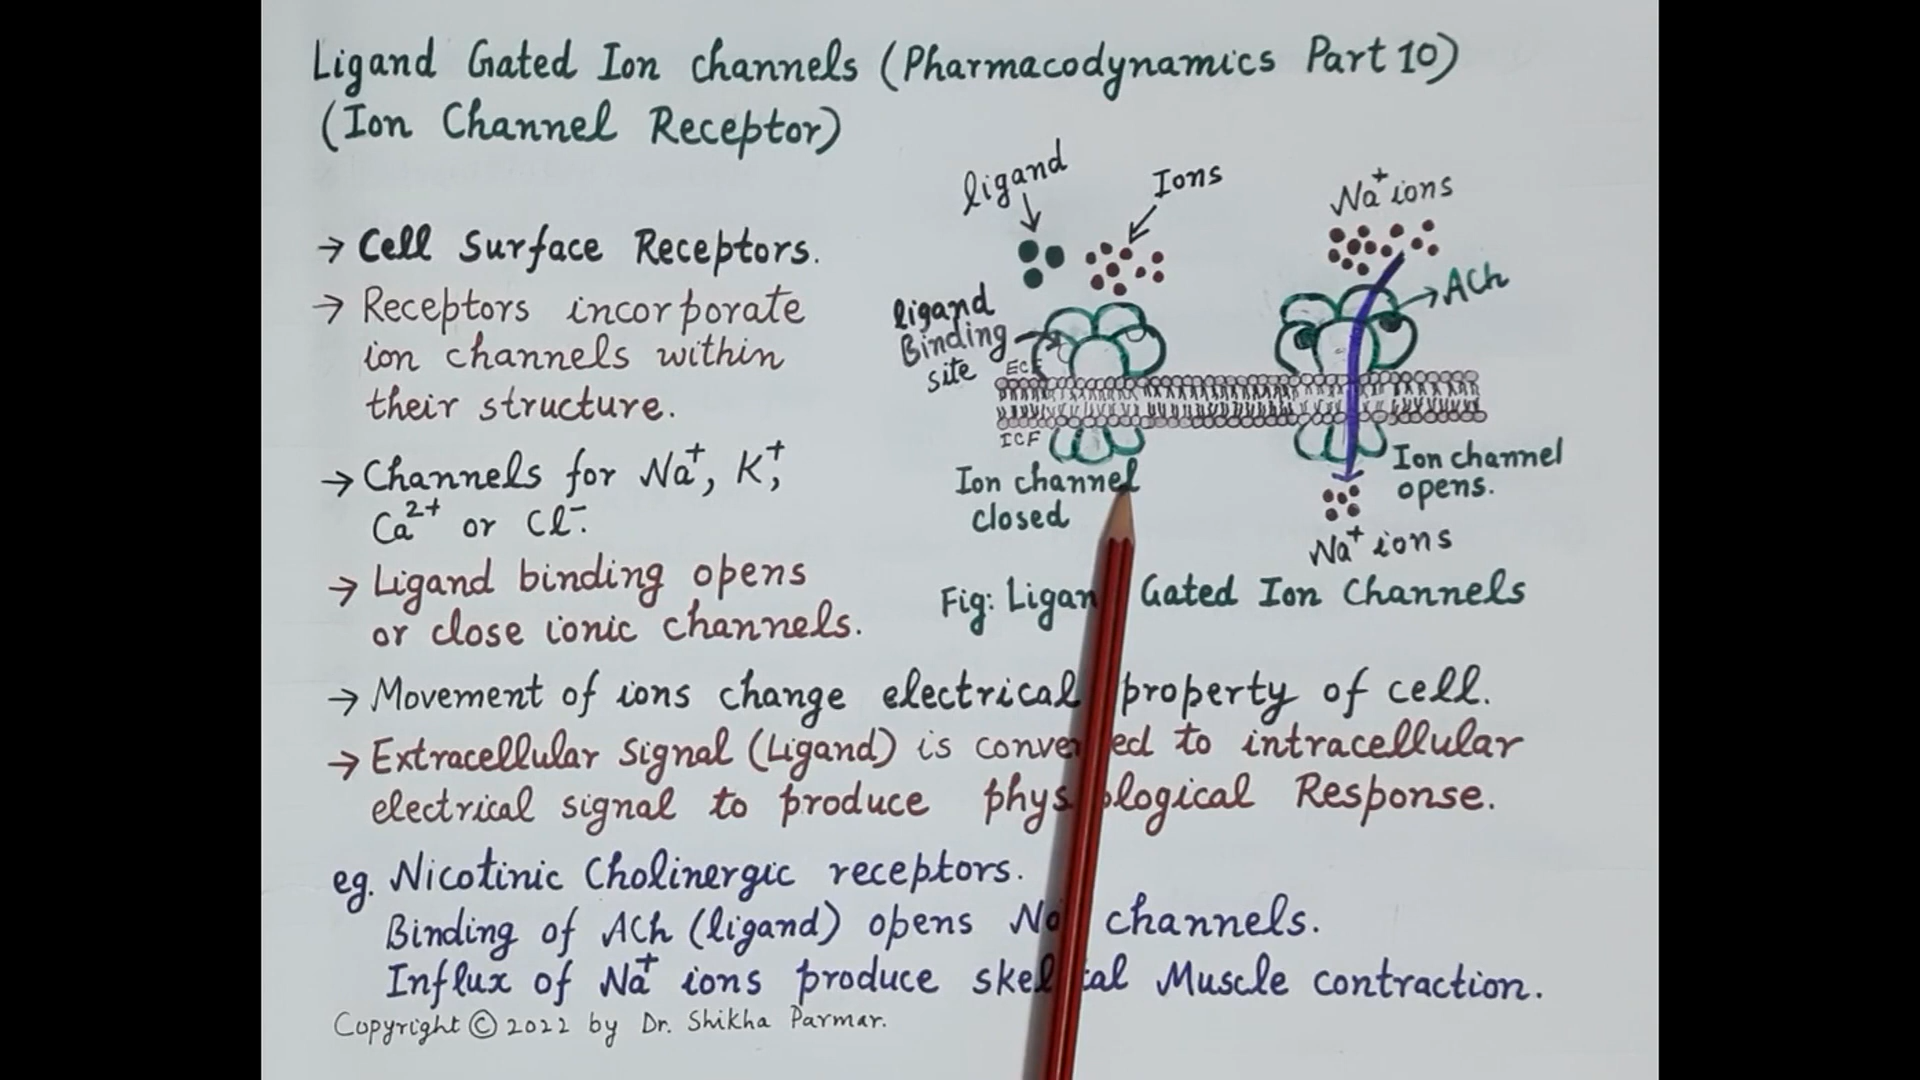 Ligand Gated Ion channels (Pharmacodynamics Part 10)
(Ion Channel Receptor)
→ Cell Surface Receptors.
→ Receptors incorporate
ion channels within
their structure.
→ Channels for Na⁺, K⁺,
Ca²⁺ or Cl⁻.
→ Ligand binding opens
or close ionic channels.
ligand
Ions
ligand
Binding
site
ECF
ICF
Ion channel
closed
Na⁺ ions
ACh
Ion channel
opens.
Na⁺ ions
Fig: Ligan Gated Ion Channels
→ Movement of ions change electrical property of cell.
→ Extracellular Signal (Ligand) is conve ed to intracellular
electrical signal to produce phys ological Response.
eg. Nicotinic Cholinergic receptors.
Binding of ACh (ligand) opens Na channels.
Influx of Na⁺ ions produce skel tal Muscle contraction.
Copyright © 2022 by Dr. Shikha Parmar.